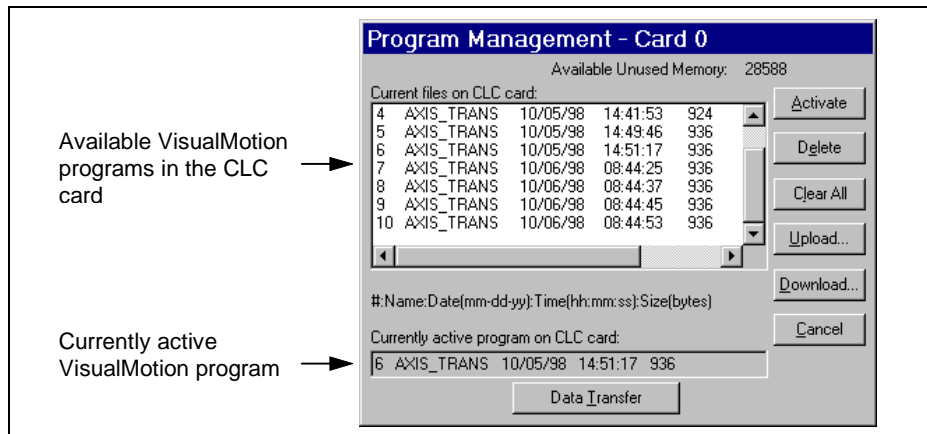 Program Management - Card 0
Available Unused Memory: 28588
Current files on CLC card:
4 AXIS_TRANS 10/05/98 14:41:53 924
5 AXIS_TRANS 10/05/98 14:49:46 936
6 AXIS_TRANS 10/05/98 14:51:17 936
7 AXIS_TRANS 10/06/98 08:44:25 936
8 AXIS_TRANS 10/06/98 08:44:37 936
9 AXIS_TRANS 10/06/98 08:44:45 936
10 AXIS_TRANS 10/06/98 08:44:53 936
Activate
Delete
Clear All
Upload...
Download...
Cancel
Available VisualMotion
programs in the CLC
card
#:Name:Date(mm-dd-yy):Time(hh:mm:ss):Size(bytes)
Currently active program on CLC card:
6 AXIS_TRANS 10/05/98 14:51:17 936
Currently active
VisualMotion program
Data Transfer